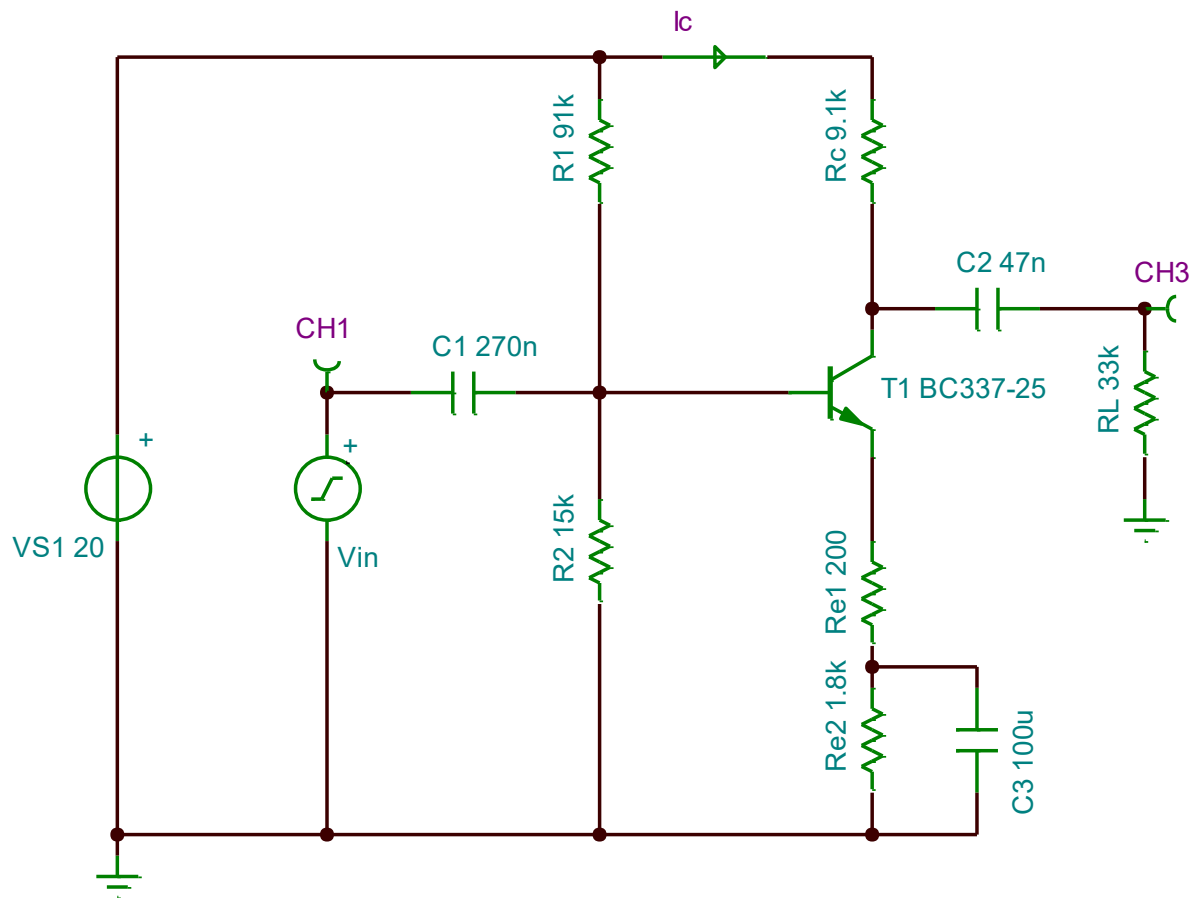 Ic
R1 91k
Rc 9.1k
C2 47n
CH3
CH1
C1 270n
T1 BC337-25
RL 33k
+
+
VS1 20
Vin
R2 15k
Re1 200
Re2 1.8k
C3 100u